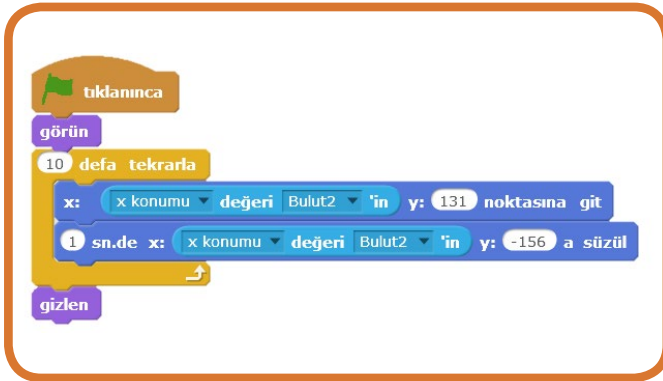 tıklanınca
görün
10 defa tekrarla
x: x konumu değeri Bulut2 'in y: 131 noktasına git
1 sn.de x: x konumu değeri Bulut2 'in y: -156 a süzül
gizlen